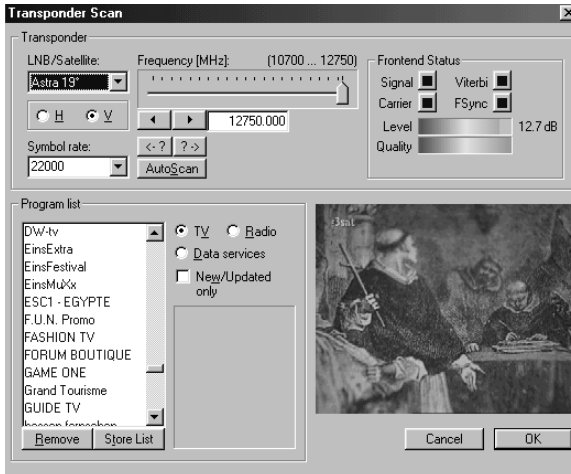 Transponder Scan
Transponder
LNB/Satellite:
Astra 19°
H V
Symbol rate:
22000
Frequency [MHz]: (10700 ... 12750)
12750.000
<- ? ? ->
AutoScan
Frontend Status
Signal Viterbi
Carrier FSync
Level 12.7 dB
Quality
Program list
DW-tv
EinsExtra
EinsFestival
EinsMuXx
ESC1 - EGYPTE
F.U.N. Promo
FASHION TV
FORUM BOUTIQUE
GAME ONE
Grand Tourisme
GUIDE TV
hessen fernsehen
Remove Store List
TV Radio
Data services
New/Updated
only
3sat
Cancel OK